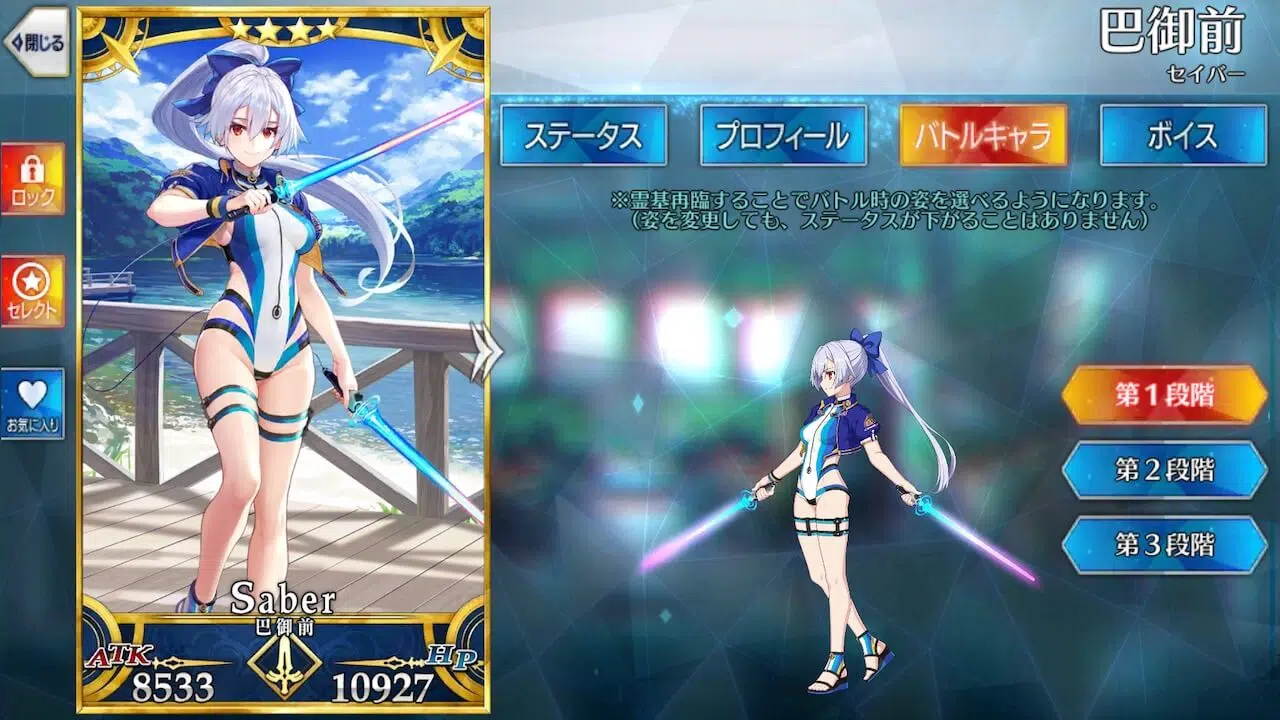 閉じる
ロック
セレクト
お気に入り
Saber
巴御前
ATK
8533
HP
10927
巴御前
セイバー
ステータス
プロフィール
バトルキャラ
ボイス
※霊基再臨することでバトル時の姿を選べるようになります。
(姿を変更しても、ステータスが下がることはありません)
第1段階
第2段階
第3段階